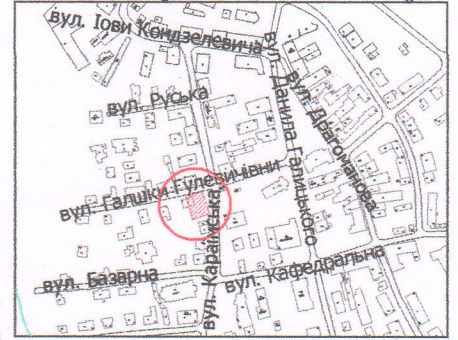 вул. Іови Кондзелевича
вул. Руська
вул. Данила Галицького
вул. Драгоманова
вул. Галшки Гулевичівни
вул. Караїмська
вул. Базарна
вул. Кафедральна